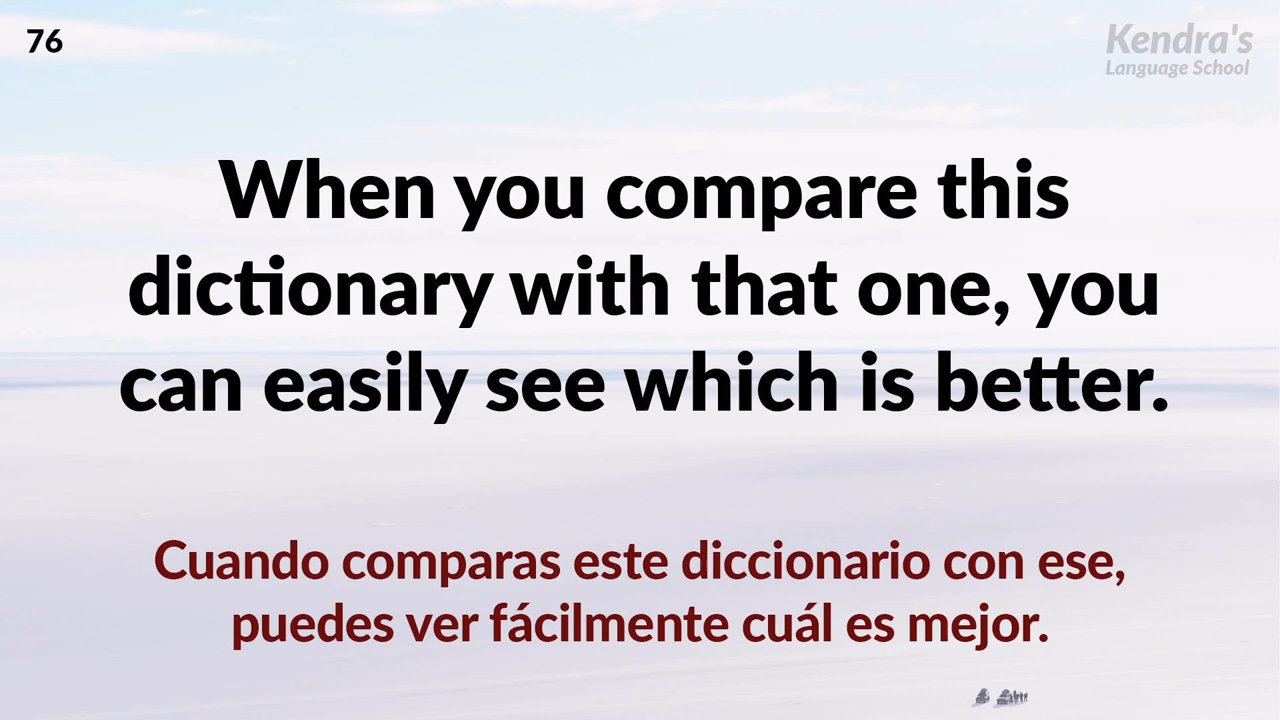 76
Kendra's
Language School
When you compare this
dictionary with that one, you
can easily see which is better.
Cuando comparas este diccionario con ese,
puedes ver fácilmente cuál es mejor.